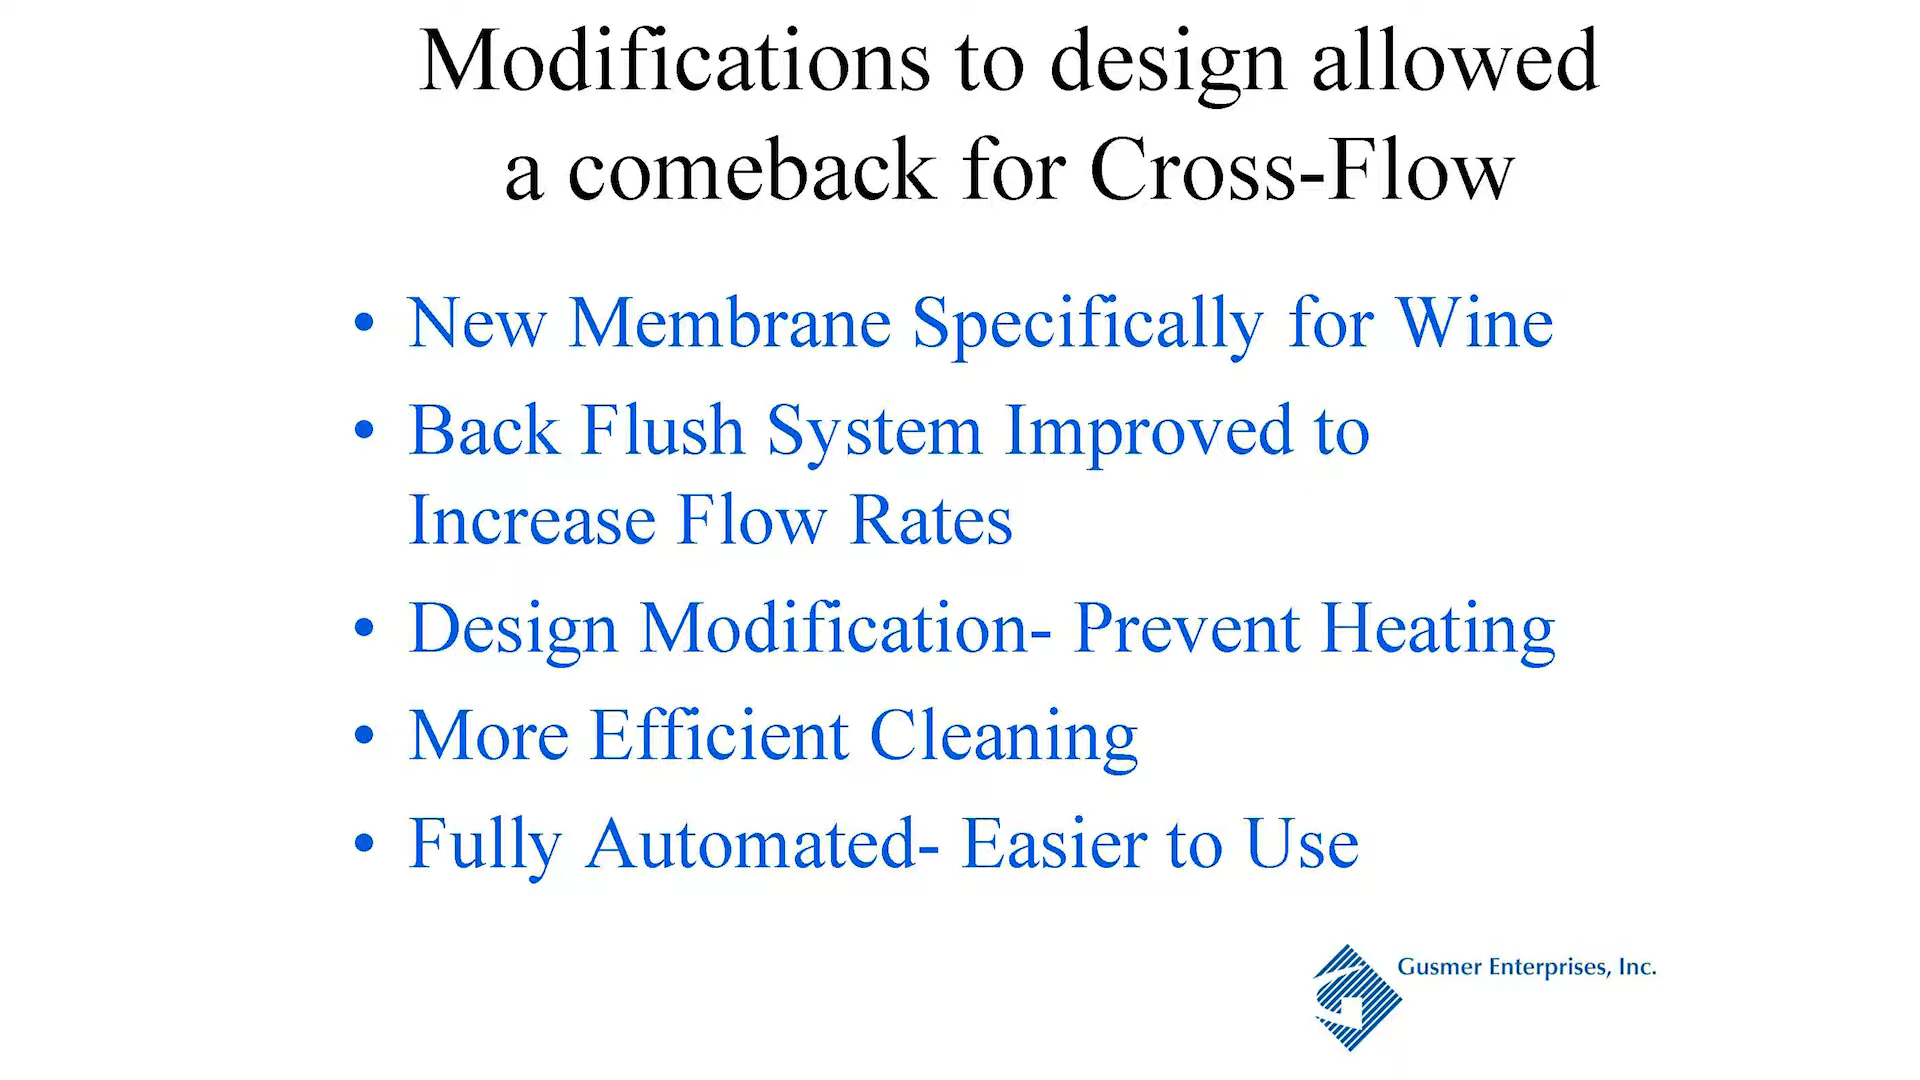 Modifications to design allowed
a comeback for Cross-Flow
• New Membrane Specifically for Wine
• Back Flush System Improved to
Increase Flow Rates
• Design Modification- Prevent Heating
• More Efficient Cleaning
• Fully Automated- Easier to Use
Gusmer Enterprises, Inc.